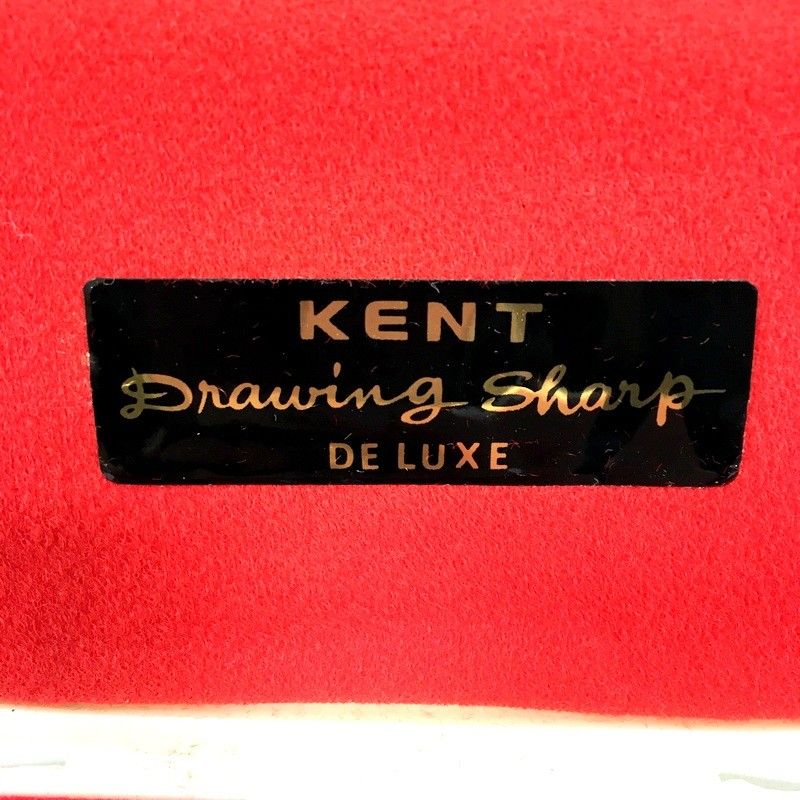 KENT
Drawing Sharp
DE LUXE